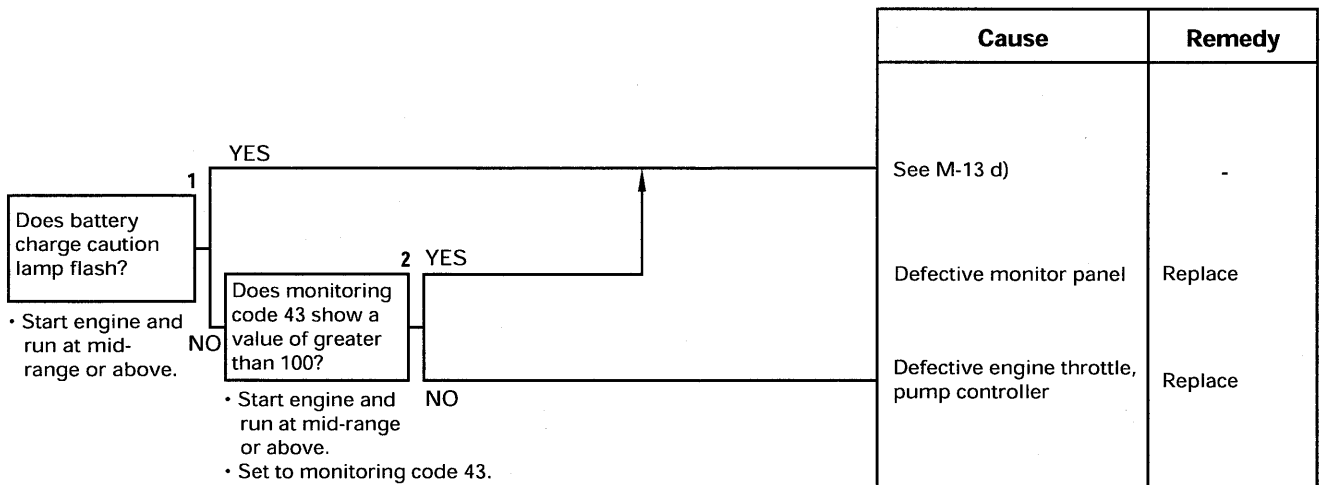 Cause
Remedy
YES
1
See M-13 d)
-
Does battery
charge caution
lamp flash?
2
YES
Defective monitor panel
Replace
• Start engine and
run at mid-
range or above.
NO
Does monitoring
code 43 show a
value of greater
than 100?
Defective engine throttle,
pump controller
Replace
NO
• Start engine and
run at mid-range
or above.
• Set to monitoring code 43.